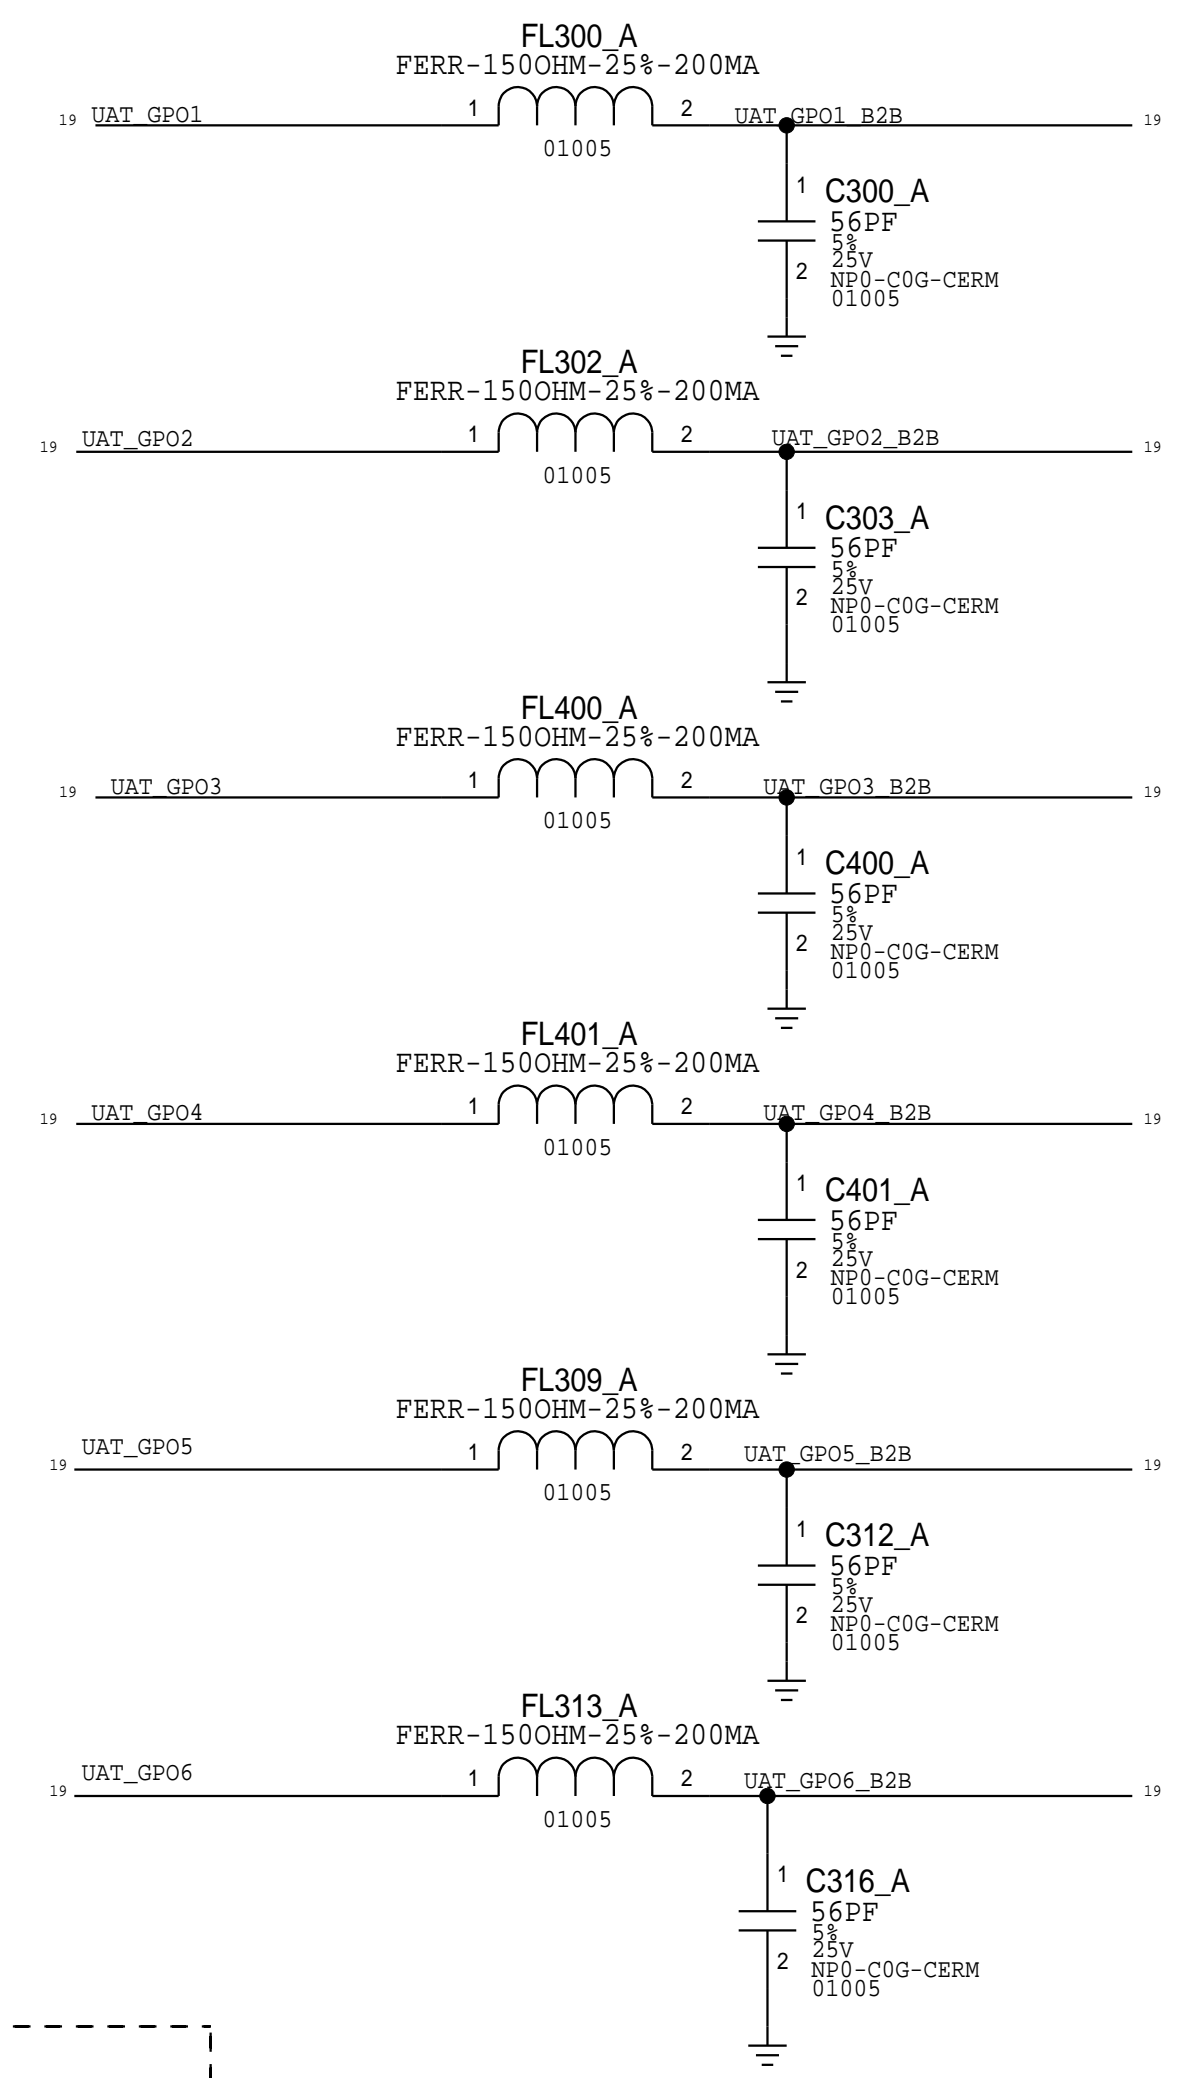 FL300_A
FERR-150OHM-25%-200MA
19 UAT_GPO1 1 2 UAT_GPO1_B2B 19
01005
1 C300_A
56PF
5%
25V
2 NP0-C0G-CERM
01005
FL302_A
FERR-150OHM-25%-200MA
19 UAT_GPO2 1 2 UAT_GPO2_B2B 19
01005
1 C303_A
56PF
5%
25V
2 NP0-C0G-CERM
01005
FL400_A
FERR-150OHM-25%-200MA
19 UAT_GPO3 1 2 UAT_GPO3_B2B 19
01005
1 C400_A
56PF
5%
25V
2 NP0-C0G-CERM
01005
FL401_A
FERR-150OHM-25%-200MA
19 UAT_GPO4 1 2 UAT_GPO4_B2B 19
01005
1 C401_A
56PF
5%
25V
2 NP0-C0G-CERM
01005
FL309_A
FERR-150OHM-25%-200MA
19 UAT_GPO5 1 2 UAT_GPO5_B2B 19
01005
1 C312_A
56PF
5%
25V
2 NP0-C0G-CERM
01005
FL313_A
FERR-150OHM-25%-200MA
19 UAT_GPO6 1 2 UAT_GPO6_B2B 19
01005
1 C316_A
56PF
5%
25V
2 NP0-C0G-CERM
01005